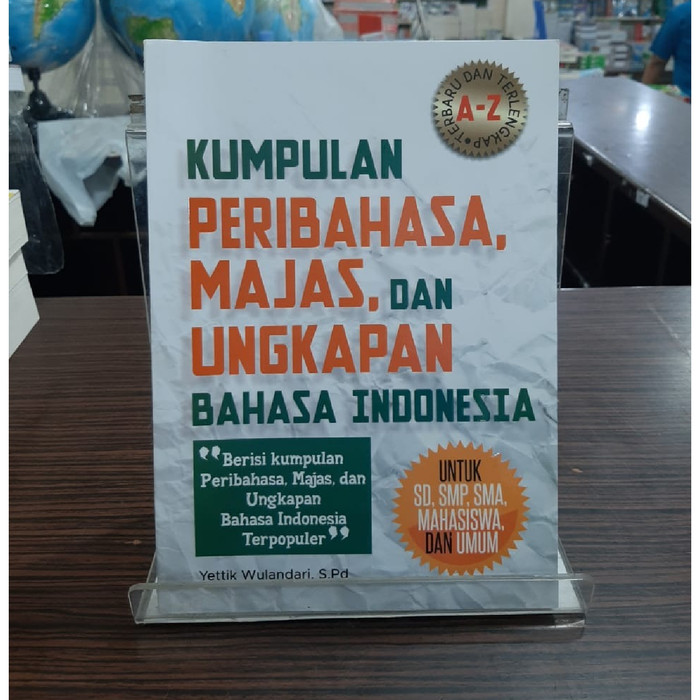 TERBARU DAN TERLENGKAP
A-Z
KUMPULAN
PERIBAHASA,
MAJAS, DAN
UNGKAPAN
BAHASA INDONESIA
"Berisi kumpulan
Peribahasa, Majas, dan
Ungkapan
Bahasa Indonesia
Terpopuler"
UNTUK
SD, SMP, SMA,
MAHASISWA,
DAN UMUM
Yettik Wulandari, S.Pd